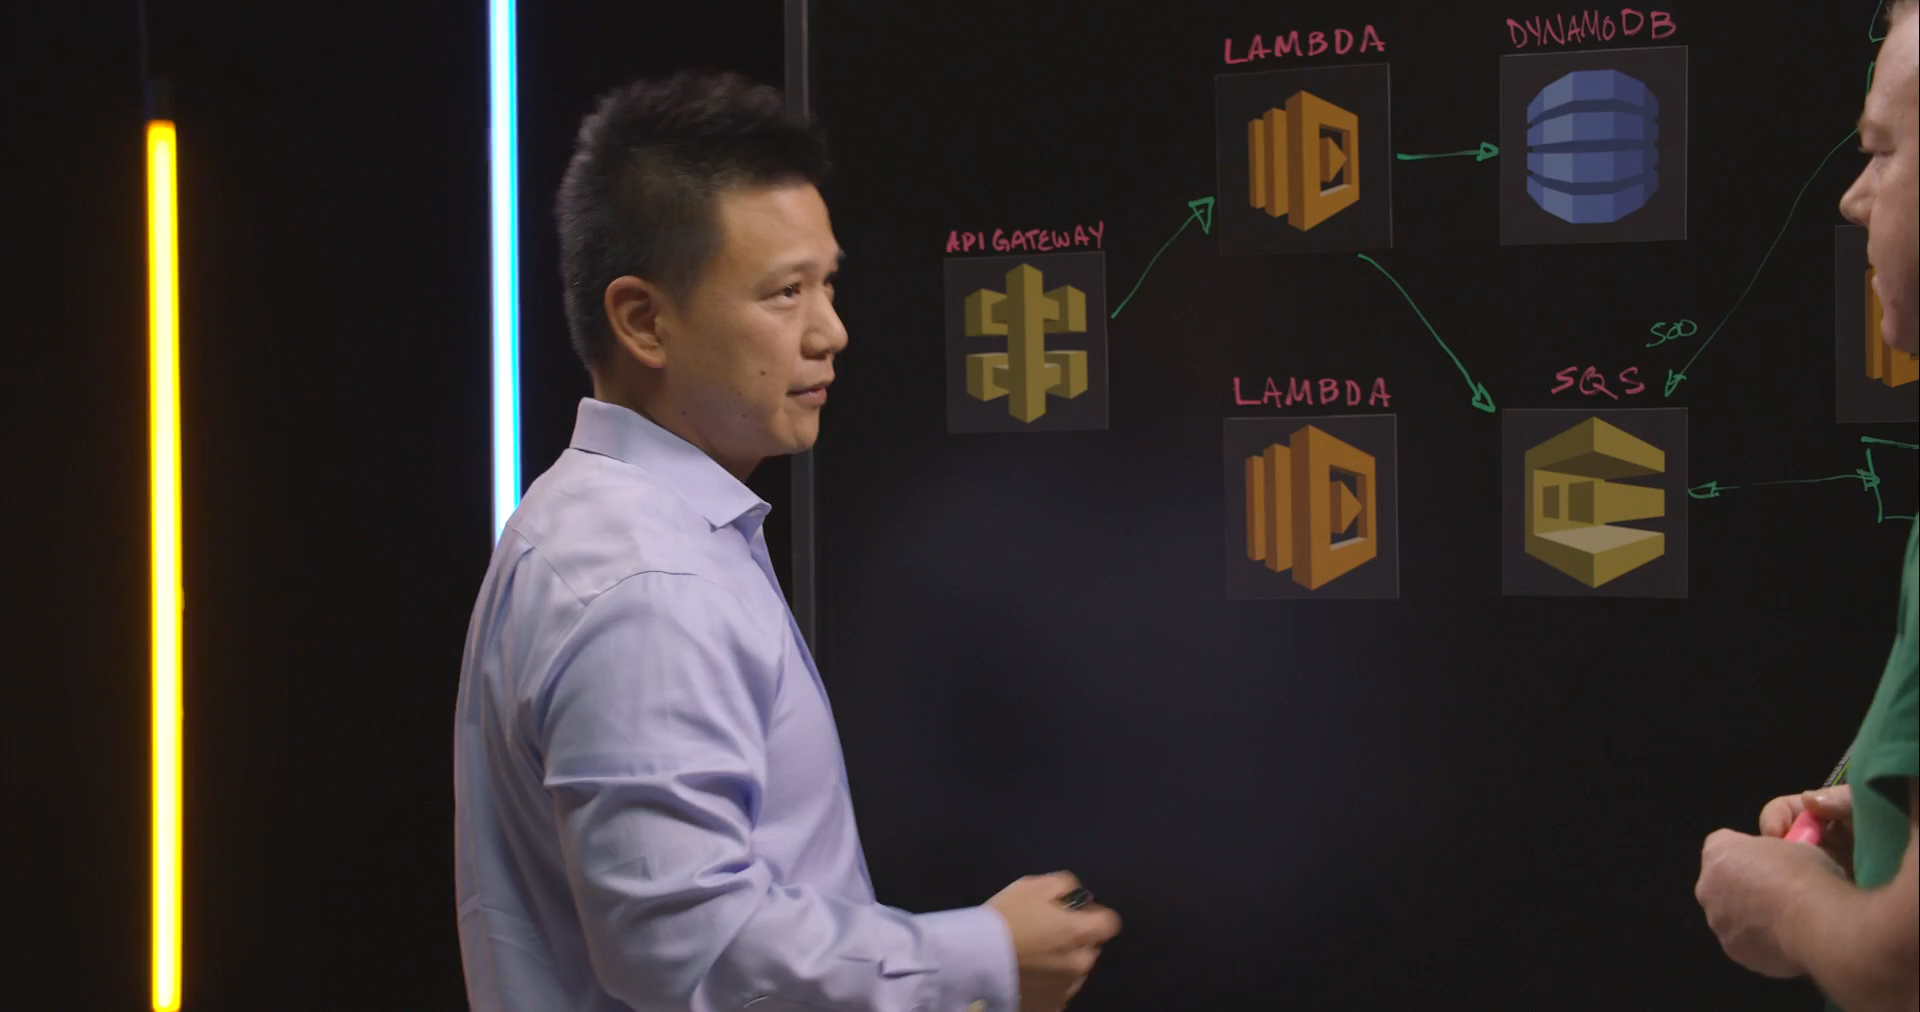 LAMBDA
DYNAMODB
API GATEWAY
500
LAMBDA
SQS